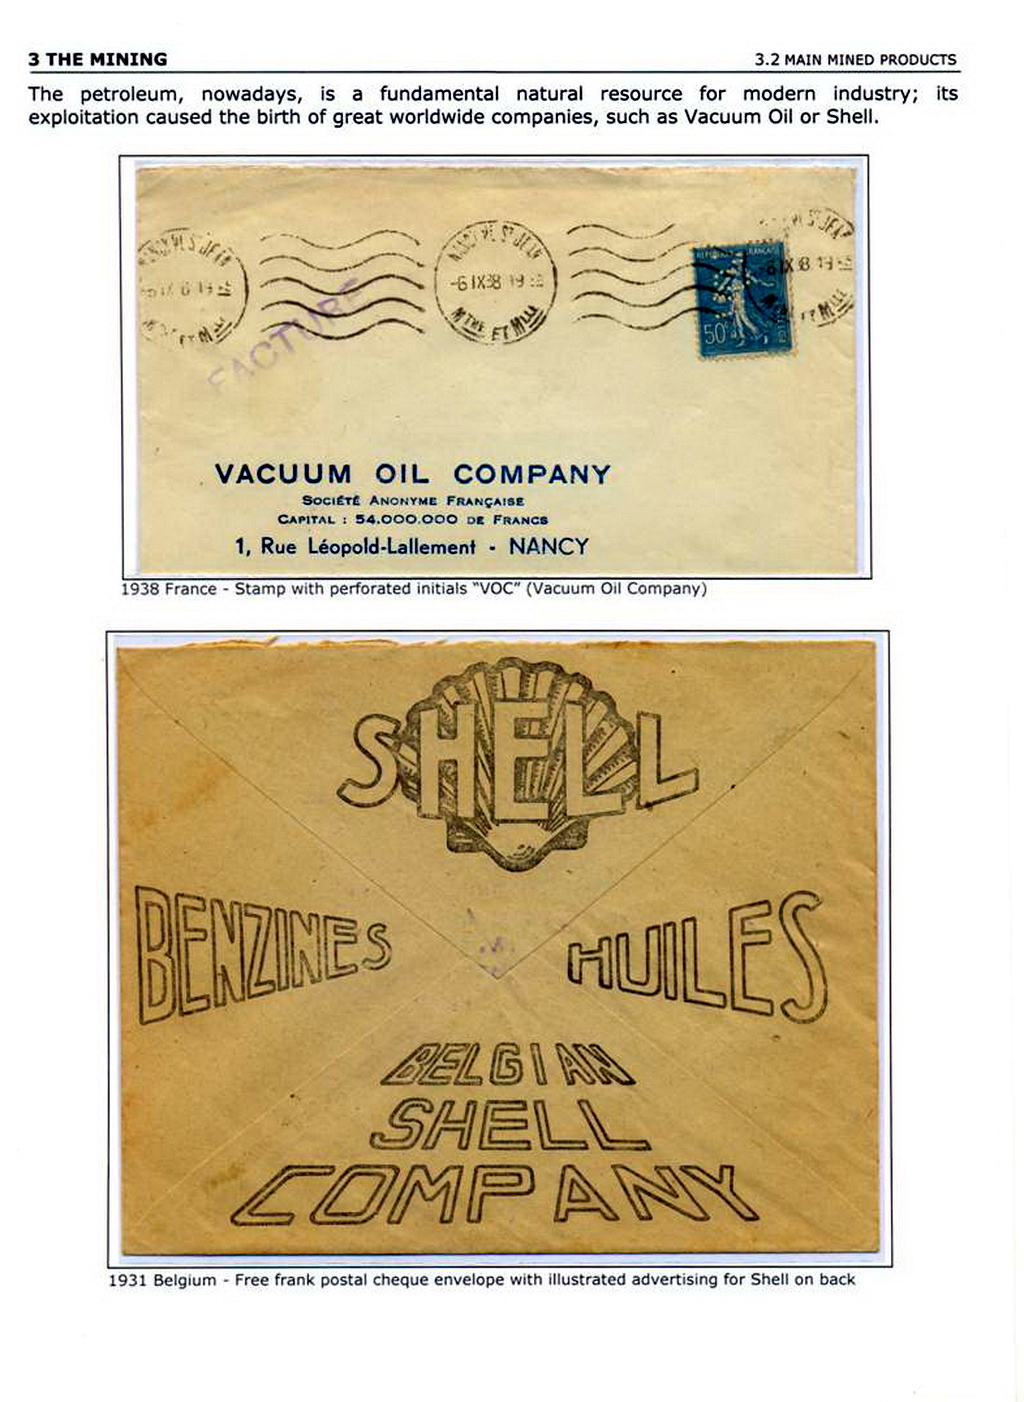 3 THE MINING
3.2 MAIN MINED PRODUCTS
The petroleum, nowadays, is a fundamental natural resource for modern industry; its
exploitation caused the birth of great worldwide companies, such as Vacuum Oil or Shell.
-6 IX38 19
FACTURE
50
VACUUM OIL COMPANY
SOCIÉTÉ ANONYME FRANÇAISE
CAPITAL : 54.000.000 DE FRANCS
1, Rue Léopold-Lallement - NANCY
1938 France - Stamp with perforated initials "VOC" (Vacuum Oil Company)
SHELL
BENZINES
HUILES
BELGIAN
SHELL
COMPANY
1931 Belgium - Free frank postal cheque envelope with illustrated advertising for Shell on back